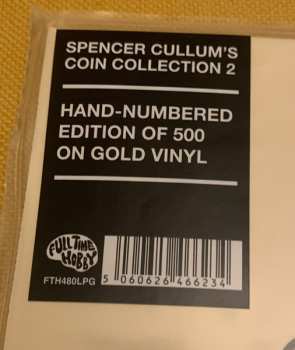 SPENCER CULLUM'S
COIN COLLECTION 2
HAND-NUMBERED
EDITION OF 500
ON GOLD VINYL
FULL TIME
HOBBY
FTH480LPG
5 060626 466234